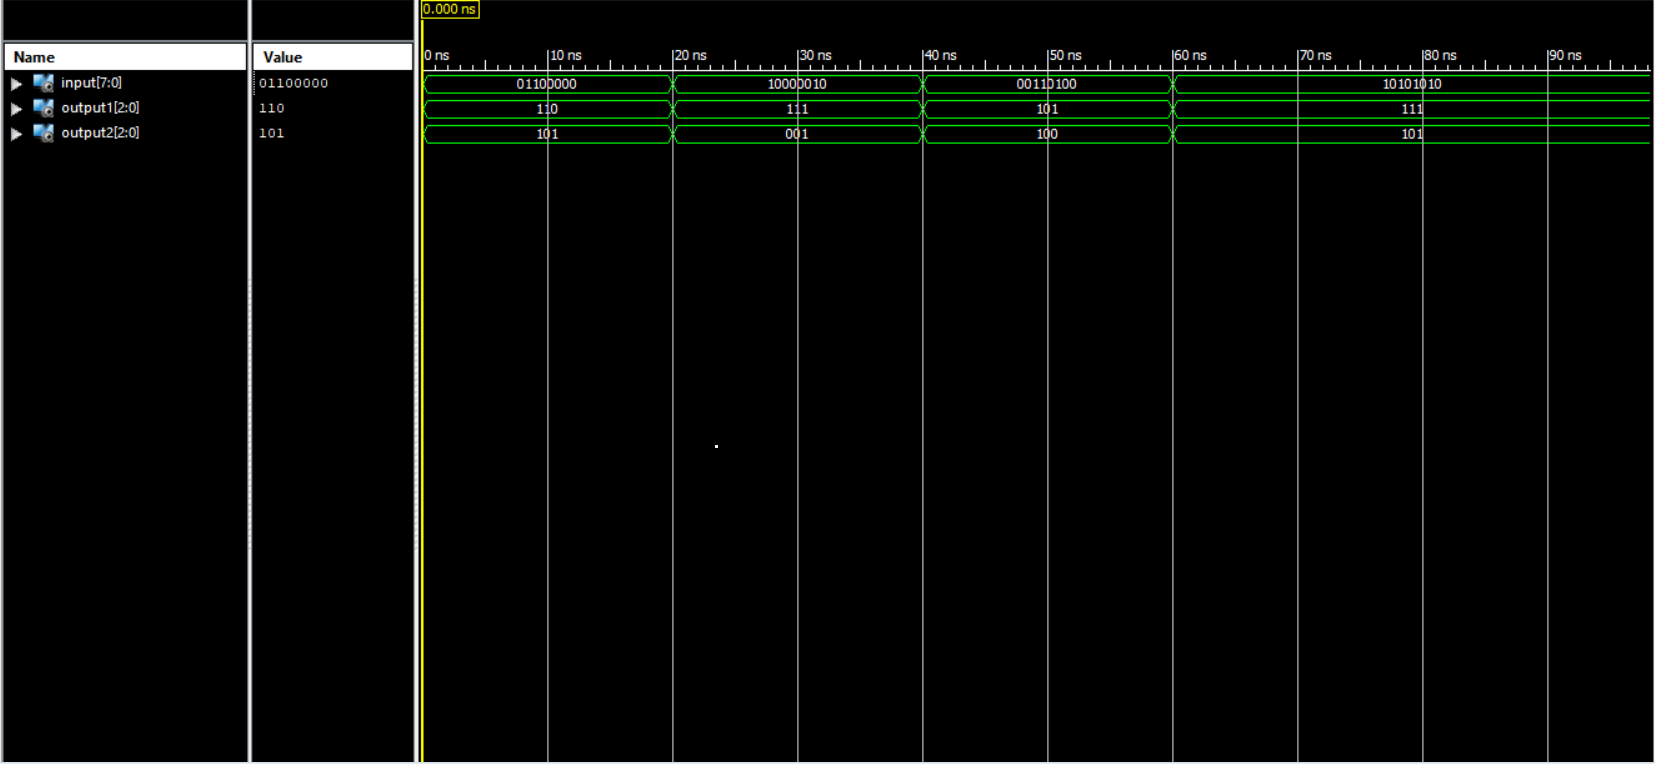 0.000 ns
Name Value 0 ns 10 ns 20 ns 30 ns 40 ns 50 ns 60 ns 70 ns 80 ns 90 ns
input[7:0] 01100000 01100000 10000010 00110100 10101010
output1[2:0] 110 110 111 101 111
output2[2:0] 101 101 001 100 101